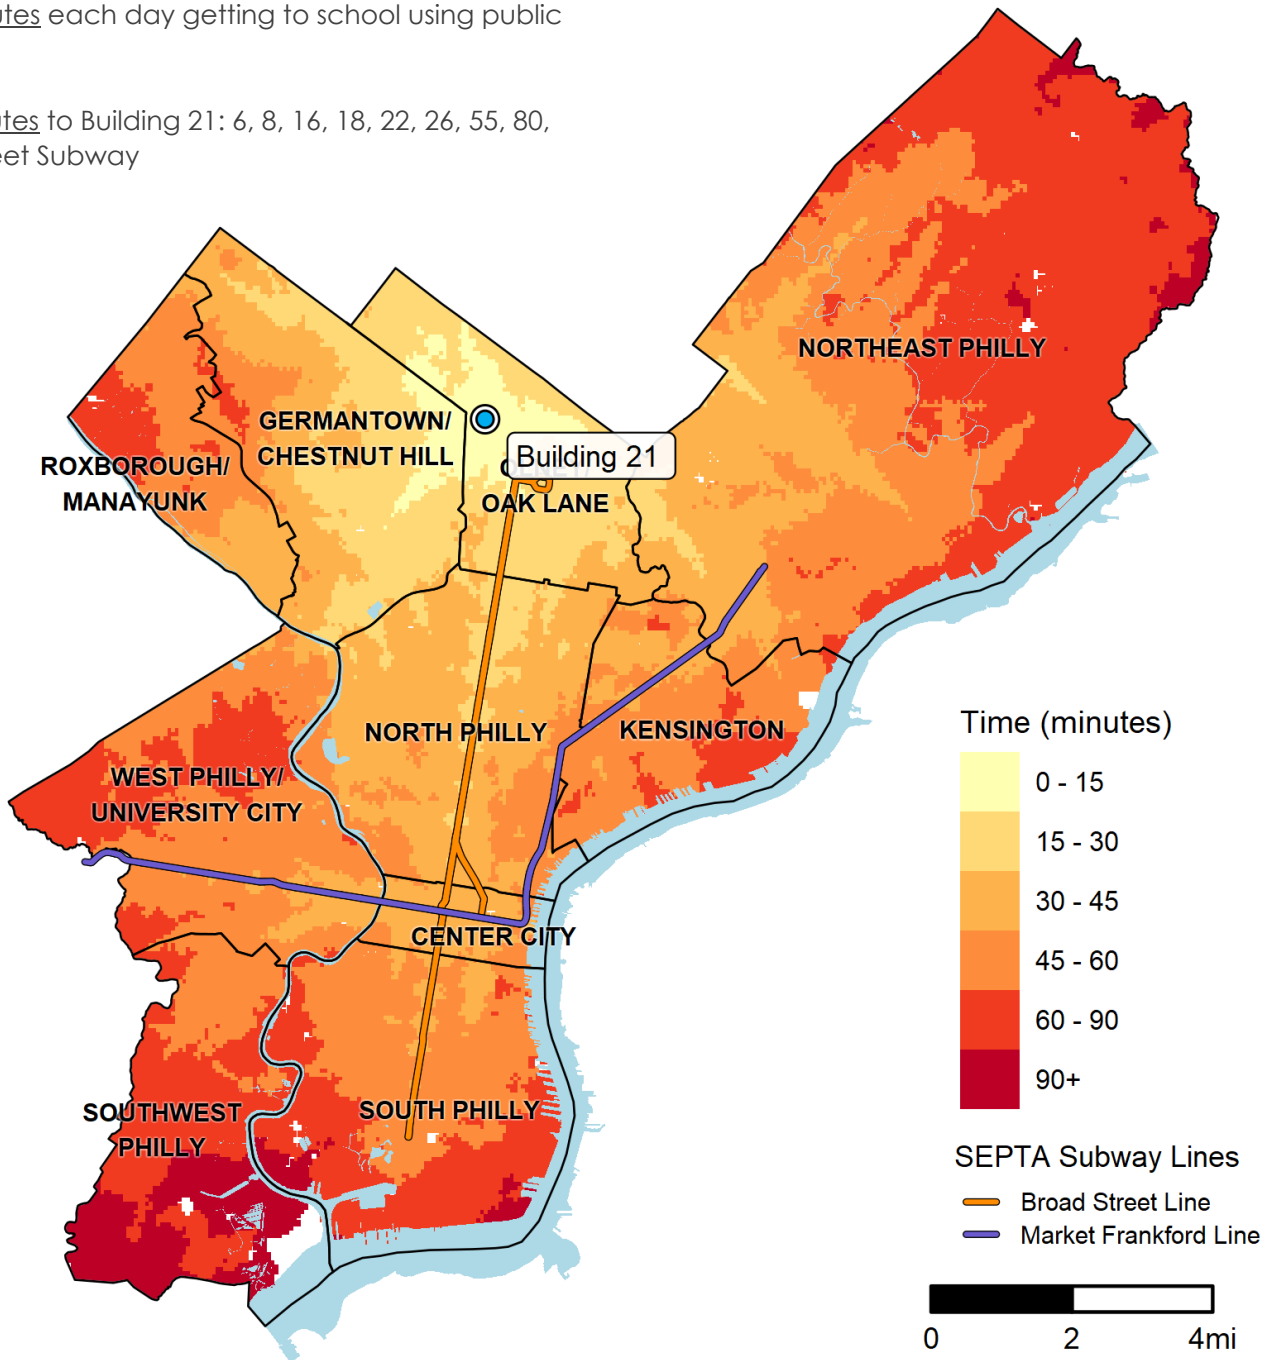 each day getting to school using public
to Building 21: 6, 8, 16, 18, 22, 26, 55, 80,
Subway
NORTHEAST PHILLY
GERMANTOWN/
CHESTNUT HILL
ROXBOROUGH/
MANAYUNK
Building 21
OAK LANE
NORTH PHILLY
KENSINGTON
WEST PHILLY/
UNIVERSITY CITY
CENTER CITY
SOUTHWEST
PHILLY
SOUTH PHILLY
Time (minutes)
0 - 15
15 - 30
30 - 45
45 - 60
60 - 90
90+
SEPTA Subway Lines
Broad Street Line
Market Frankford Line
0 2 4mi